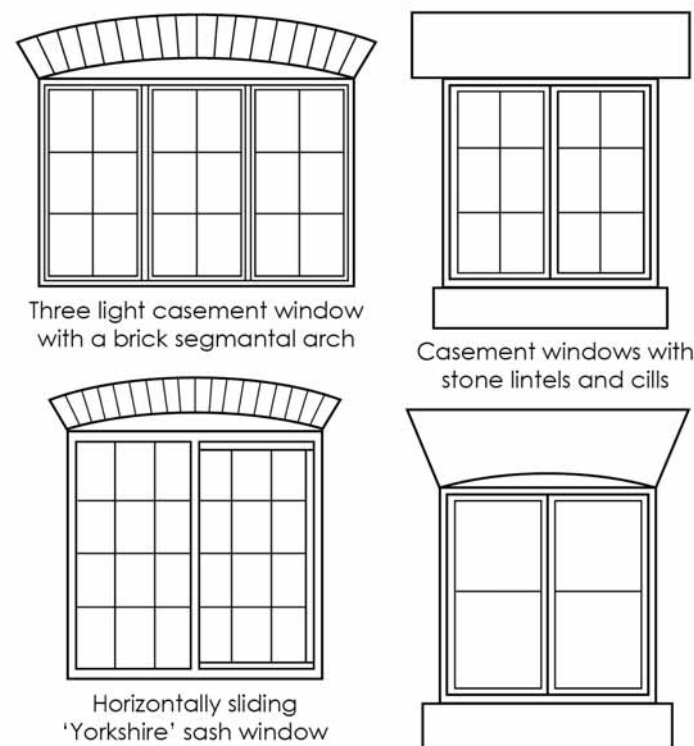 Three light casement window
with a brick segmantal arch
Casement windows with
stone lintels and cills
Horizontally sliding
‘Yorkshire’ sash window